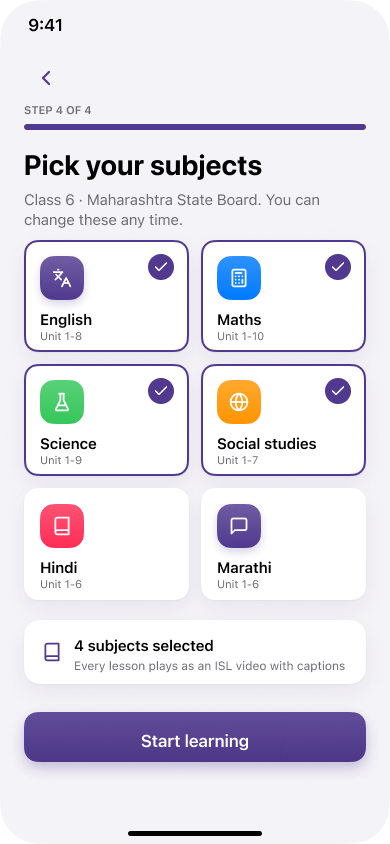 9:41
STEP 4 OF 4
Pick your subjects
Class 6 · Maharashtra State Board. You can
change these any time.
English
Unit 1-8
Maths
Unit 1-10
Science
Unit 1-9
Social studies
Unit 1-7
Hindi
Unit 1-6
Marathi
Unit 1-6
4 subjects selected
Every lesson plays as an ISL video with captions
Start learning